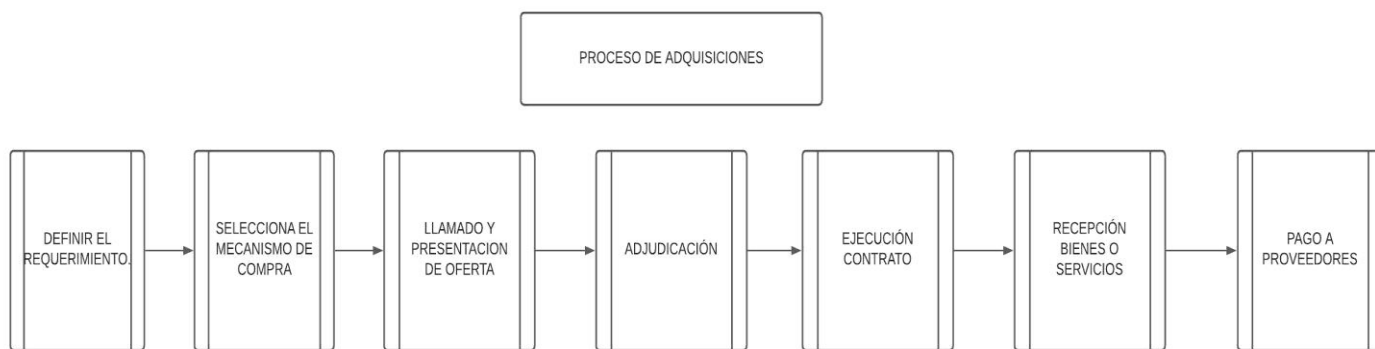 PROCESO DE ADQUISICIONES
DEFINIR EL
REQUERIMIENTO.
SELECCIONA EL
MECANISMO DE
COMPRA
LLAMADO Y
PRESENTACION
DE OFERTA
ADJUDICACIÓN
EJECUCIÓN
CONTRATO
RECEPCIÓN
BIENES O
SERVICIOS
PAGO A
PROVEEDORES